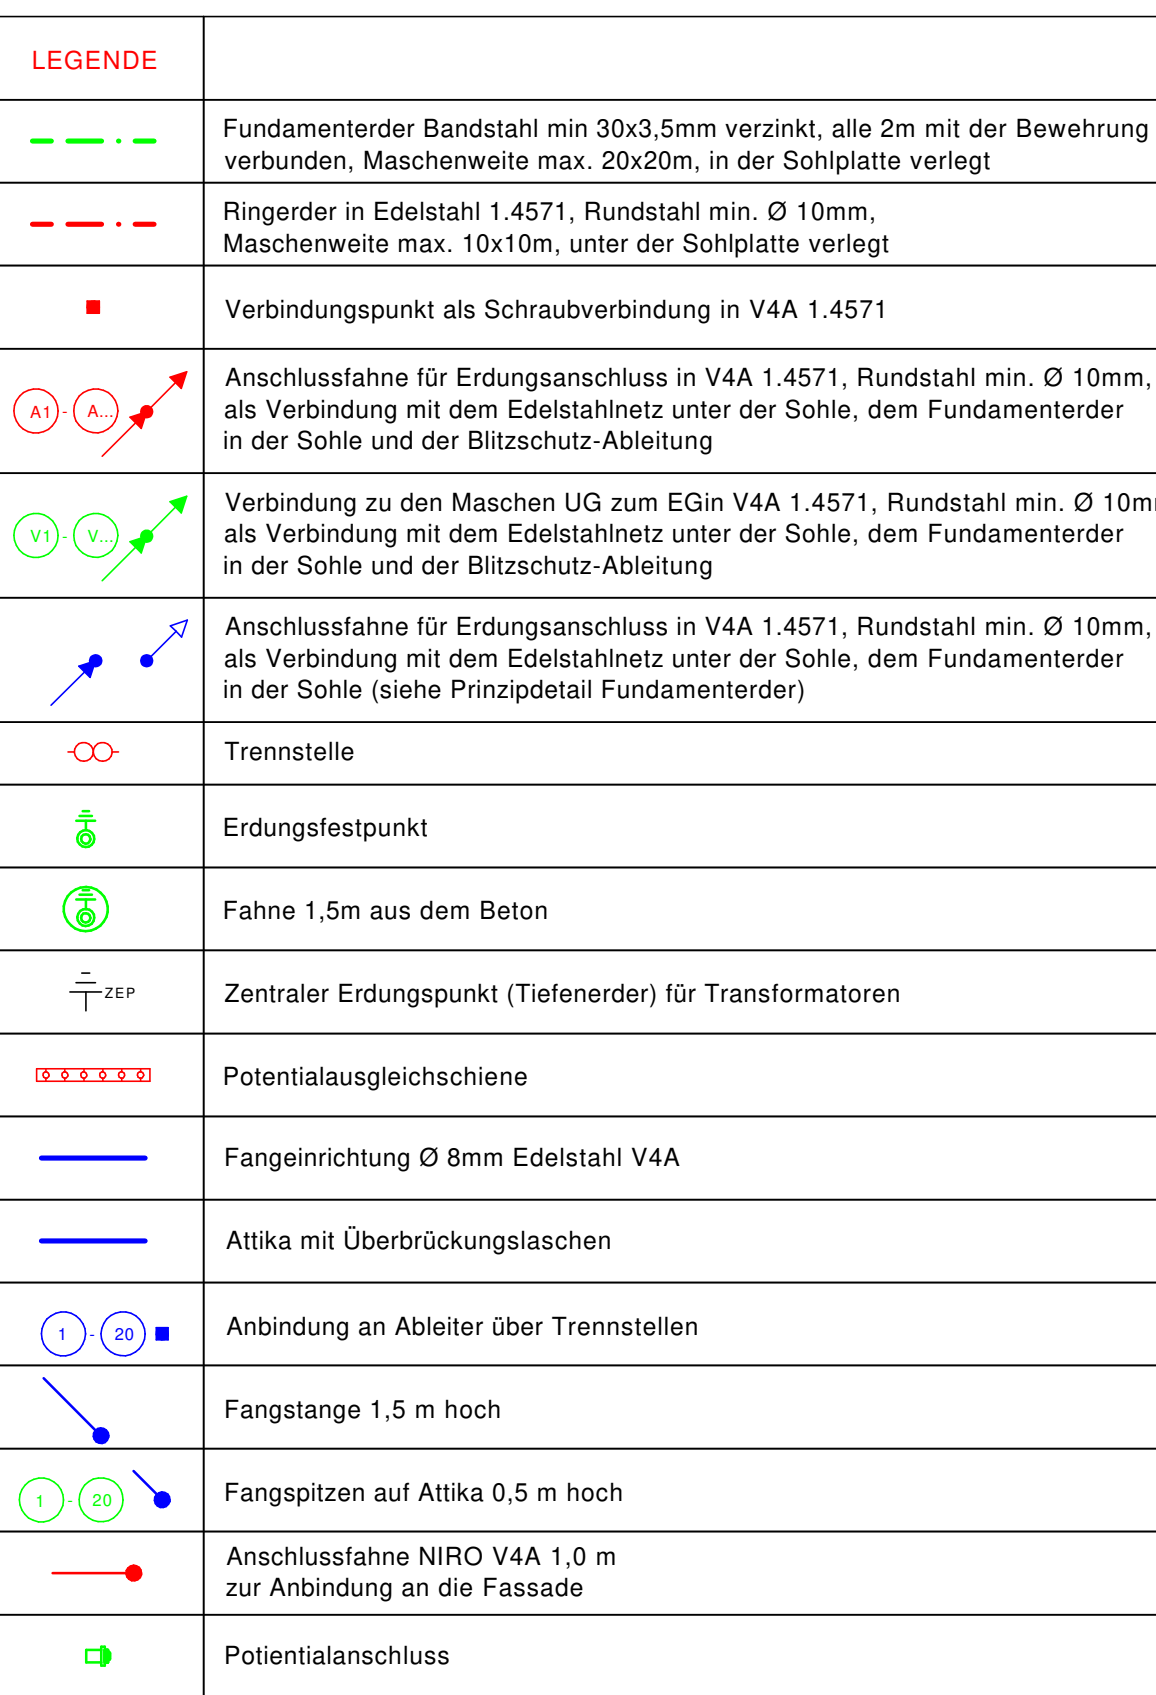 LEGENDE
Fundamenterder Bandstahl min 30x3,5mm verzinkt, alle 2m mit der Bewehrung
verbunden, Maschenweite max. 20x20m, in der Sohlplatte verlegt
Ringerder in Edelstahl 1.4571, Rundstahl min. Ø 10mm,
Maschenweite max. 10x10m, unter der Sohlplatte verlegt
Verbindungspunkt als Schraubverbindung in V4A 1.4571
A1 - A...
Anschlussfahne für Erdungsanschluss in V4A 1.4571, Rundstahl min. Ø 10mm,
als Verbindung mit dem Edelstahlnetz unter der Sohle, dem Fundamenterder
in der Sohle und der Blitzschutz-Ableitung
V1 - V...
Verbindung zu den Maschen UG zum EGin V4A 1.4571, Rundstahl min. Ø 10m
als Verbindung mit dem Edelstahlnetz unter der Sohle, dem Fundamenterder
in der Sohle und der Blitzschutz-Ableitung
Anschlussfahne für Erdungsanschluss in V4A 1.4571, Rundstahl min. Ø 10mm,
als Verbindung mit dem Edelstahlnetz unter der Sohle, dem Fundamenterder
in der Sohle (siehe Prinzipdetail Fundamenterder)
Trennstelle
Erdungsfestpunkt
Fahne 1,5m aus dem Beton
ZEP
Zentraler Erdungspunkt (Tiefenerder) für Transformatoren
Potentialausgleichschiene
Fangeinrichtung Ø 8mm Edelstahl V4A
Attika mit Überbrückungslaschen
1 - 20
Anbindung an Ableiter über Trennstellen
Fangstange 1,5 m hoch
1 - 20
Fangspitzen auf Attika 0,5 m hoch
Anschlussfahne NIRO V4A 1,0 m
zur Anbindung an die Fassade
Potientialanschluss